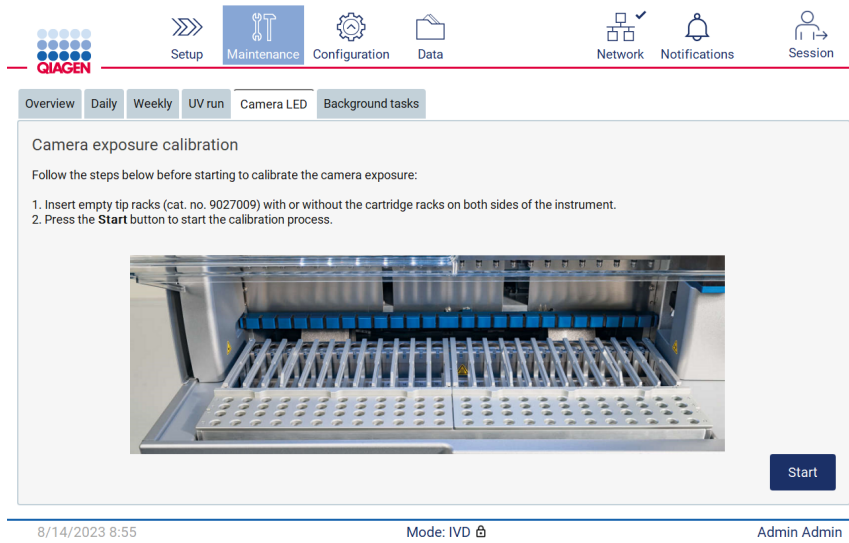 QIAGEN
Setup
Maintenance
Configuration
Data
Network
Notifications
Session
Overview
Daily
Weekly
UV run
Camera LED
Background tasks
Camera exposure calibration
Follow the steps below before starting to calibrate the camera exposure:
1. Insert empty tip racks (cat. no. 9027009) with or without the cartridge racks on both sides of the instrument.
2. Press the Start button to start the calibration process.
Start
8/14/2023 8:55
Mode: IVD
Admin Admin